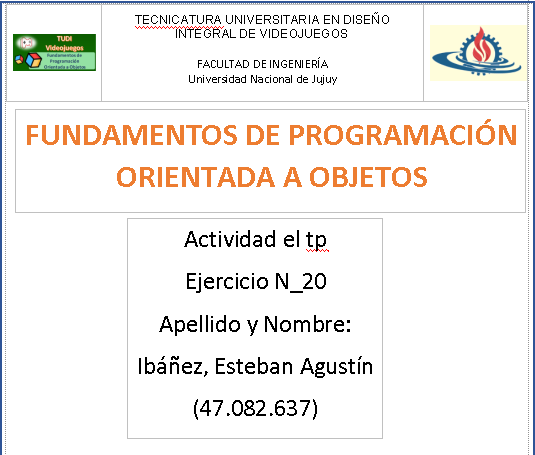 TUDI
Videojuegos
Fundamentos de
Programación
Orientada a Objetos
TECNICATURA UNIVERSITARIA EN DISEÑO
INTEGRAL DE VIDEOJUEGOS
FACULTAD DE INGENIERÍA
Universidad Nacional de Jujuy
FUNDAMENTOS DE PROGRAMACIÓN
ORIENTADA A OBJETOS
Actividad el tp
Ejercicio N_20
Apellido y Nombre:
Ibáñez, Esteban Agustín
(47.082.637)